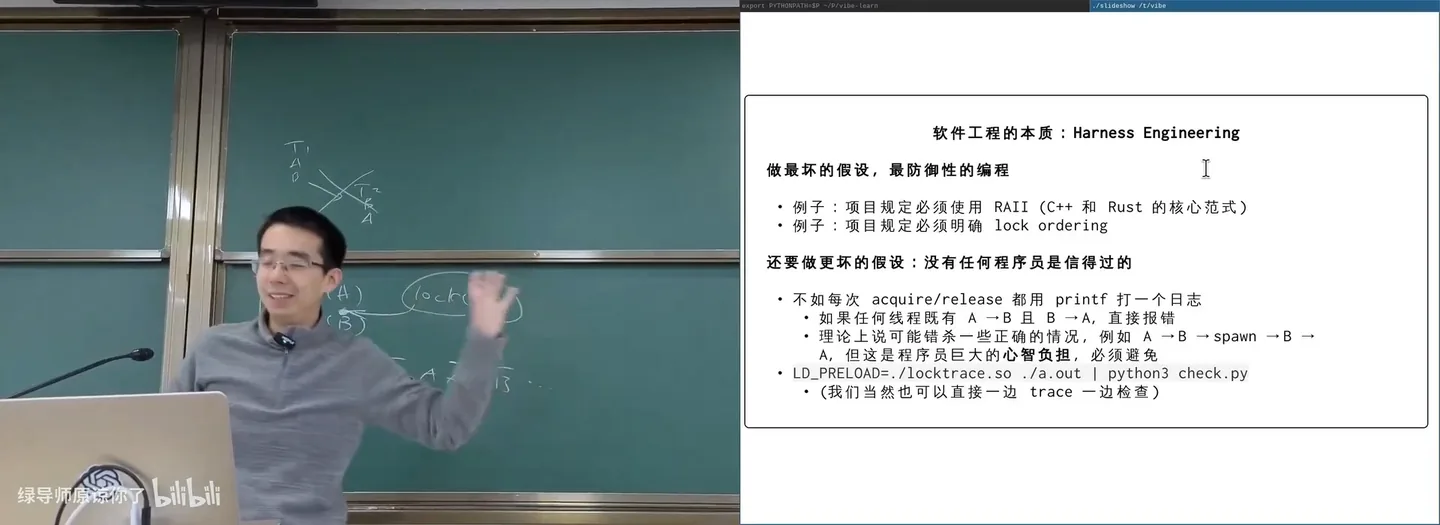 T1
A
B
T2
B
A
(A)
lock(
(B)
A
B ...
绿导师原谅你了 bilibili
export PYTHONPATH=$P ~/P/vibe-learn
./slideshow /t/vibe
软件工程的本质：Harness Engineering
做最坏的假设，最防御性的编程
• 例子：项目规定必须使用 RAII (C++ 和 Rust 的核心范式)
• 例子：项目规定必须明确 lock ordering
还要做更坏的假设：没有任何程序员是信得过的
• 不如每次 acquire/release 都用 printf 打一个日志
• 如果任何线程既有 A →B 且 B →A，直接报错
• 理论上说可能错杀一些正确的情况，例如 A →B →spawn →B →
A，但这是程序员巨大的心智负担，必须避免
• LD_PRELOAD=./locktrace.so ./a.out | python3 check.py
• (我们当然也可以直接一边 trace 一边检查)